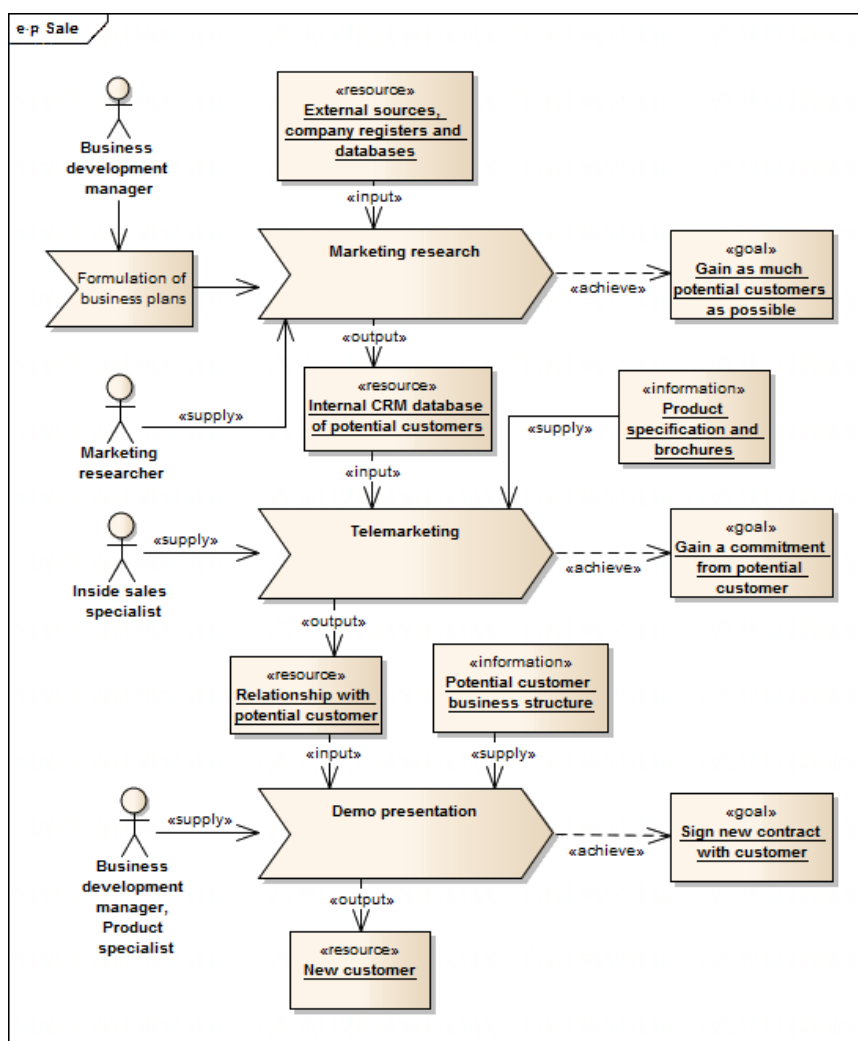 e-p Sale
«resource»
External sources,
company registers and
databases
Business
development
manager
«input»
Marketing research
«goal»
Gain as much
potential customers
as possible
Formulation of
business plans
«achieve»
«output»
«resource»
Internal CRM database
of potential customers
«information»
Product
specification and
brochures
«supply»
«supply»
Marketing
researcher
«input»
Telemarketing
«goal»
Gain a commitment
from potential
customer
«supply»
«achieve»
Inside sales
specialist
«output»
«resource»
Relationship with
potential customer
«information»
Potential customer
business structure
«input»
«supply»
Demo presentation
«goal»
Sign new contract
with customer
«supply»
«achieve»
Business
development
manager,
Product
specialist
«output»
«resource»
New customer